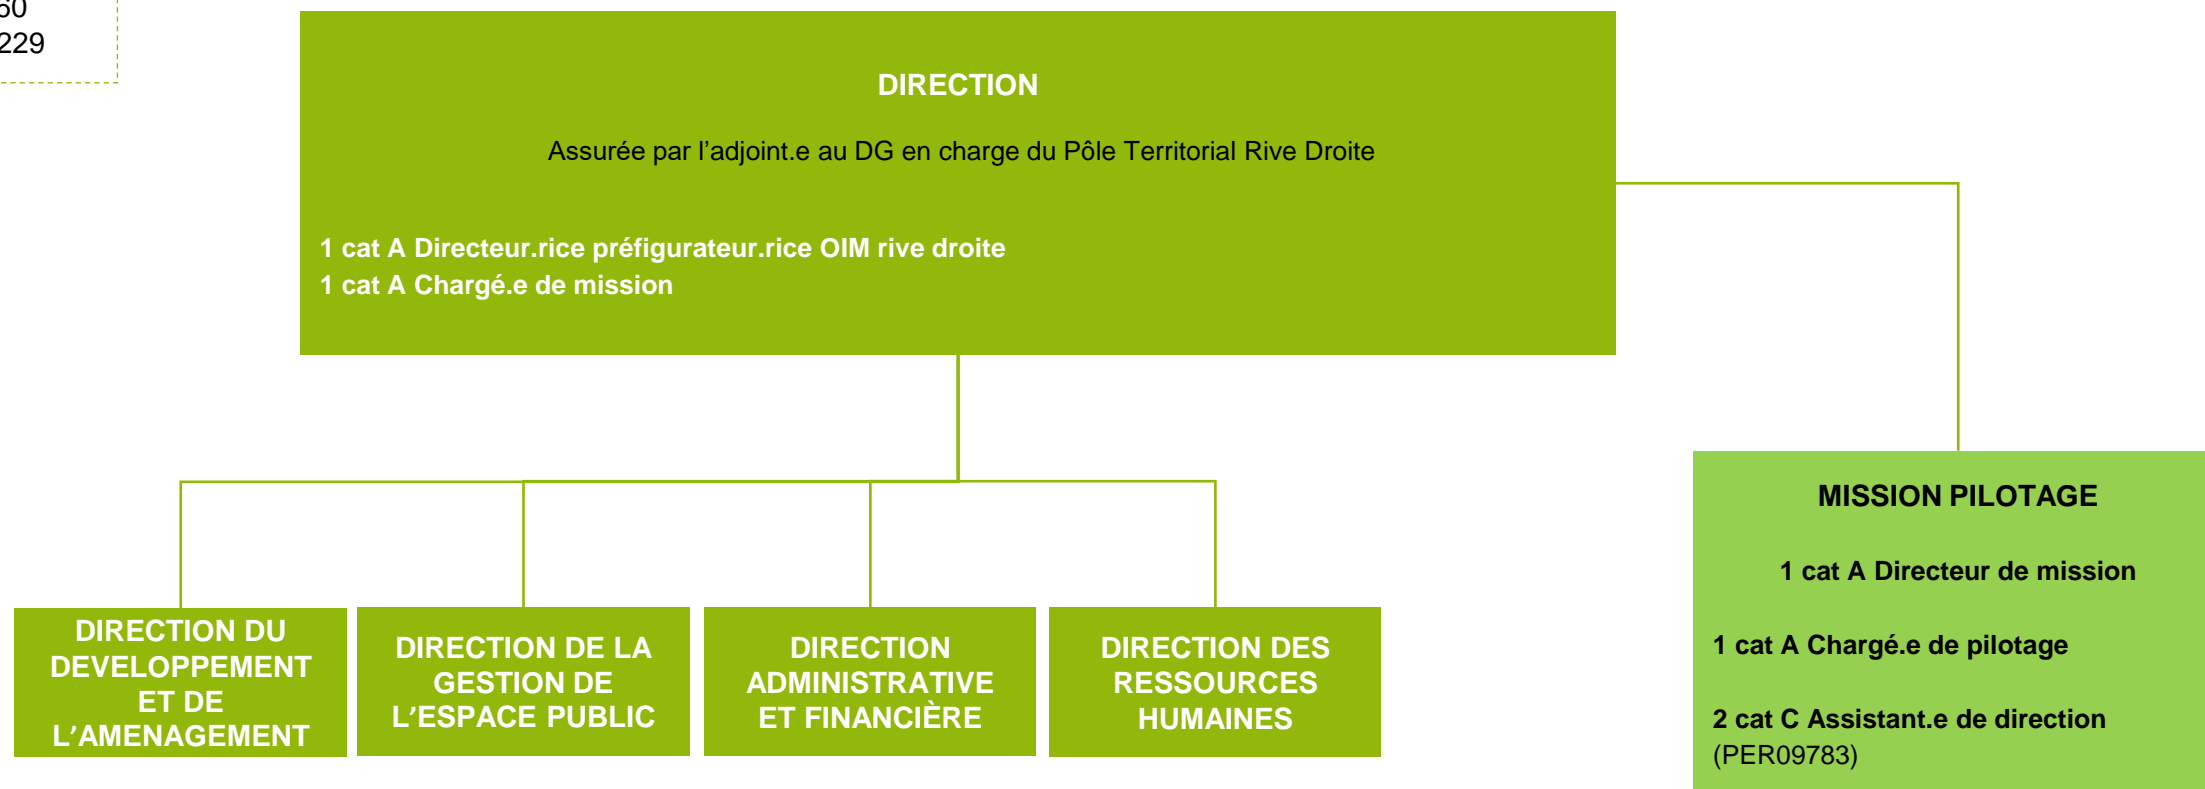 229
DIRECTION
Assurée par l'adjoint.e au DG en charge du Pôle Territorial Rive Droite
1 cat A Directeur.rice préfigurateur.rice OIM rive droite
1 cat A Chargé.e de mission
DIRECTION DU
DEVELOPPEMENT
ET DE
L'AMENAGEMENT
DIRECTION DE LA
GESTION DE
L'ESPACE PUBLIC
DIRECTION
ADMINISTRATIVE
ET FINANCIÈRE
DIRECTION DES
RESSOURCES
HUMAINES
MISSION PILOTAGE
1 cat A Directeur de mission
1 cat A Chargé.e de pilotage
2 cat C Assistant.e de direction
(PER09783)